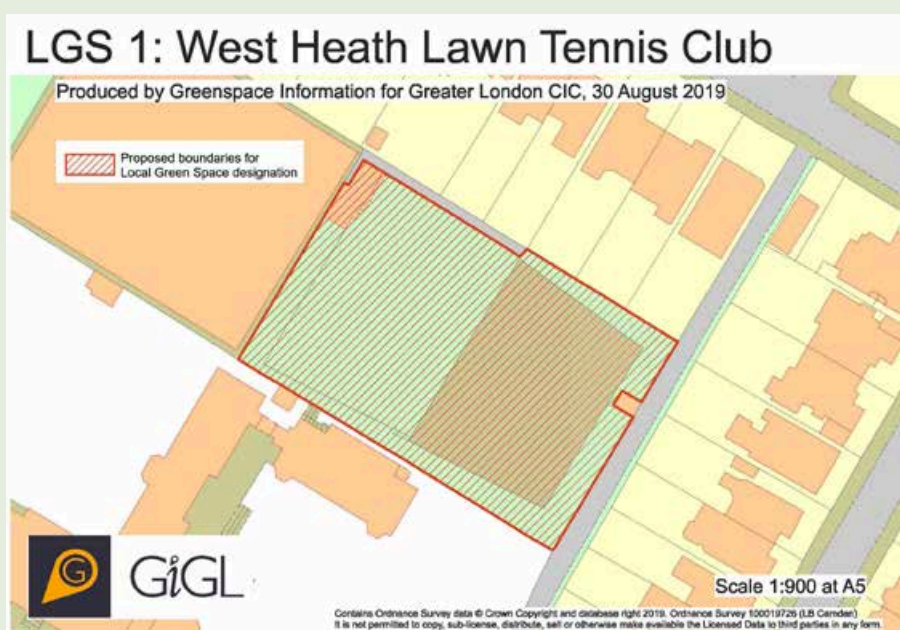 LGS 1: West Heath Lawn Tennis Club
Produced by Greenspace Information for Greater London CIC, 30 August 2019
Proposed boundaries for
Local Green Space designation
GiGL
Scale 1:900 at A5
Contains Ordnance Survey data © Crown Copyright and database right 2019. Ordnance Survey 100019726 (LB Camden)
It is not permitted to copy, sub-license, distribute, sell or otherwise make available the Licensed Data to third parties in any form.